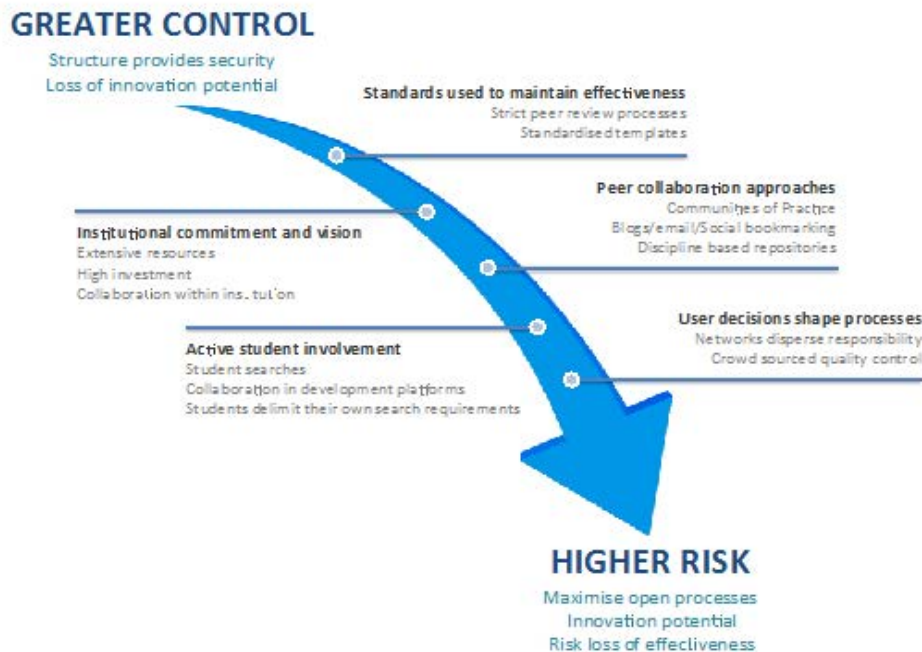 GREATER CONTROL
Structure provides security
Loss of innovation potential
Standards used to maintain effectiveness
Strict peer review processes
Standardised templates
Institutional commitment and vision
Extensive resources
High investment
Collaboration within ins. tution
Peer collaboration approaches
Communities of Practice
Blogs/email/Social bookmarking
Discipline based repositories
Active student involvement
Student searches
Collaboration in development platforms
Students delimit their own search requirements
User decisions shape processes
Networks disperse responsibility
Crowd sourced quality control
HIGHER RISK
Maximise open processes
Innovation potential
Risk loss of effecliveness